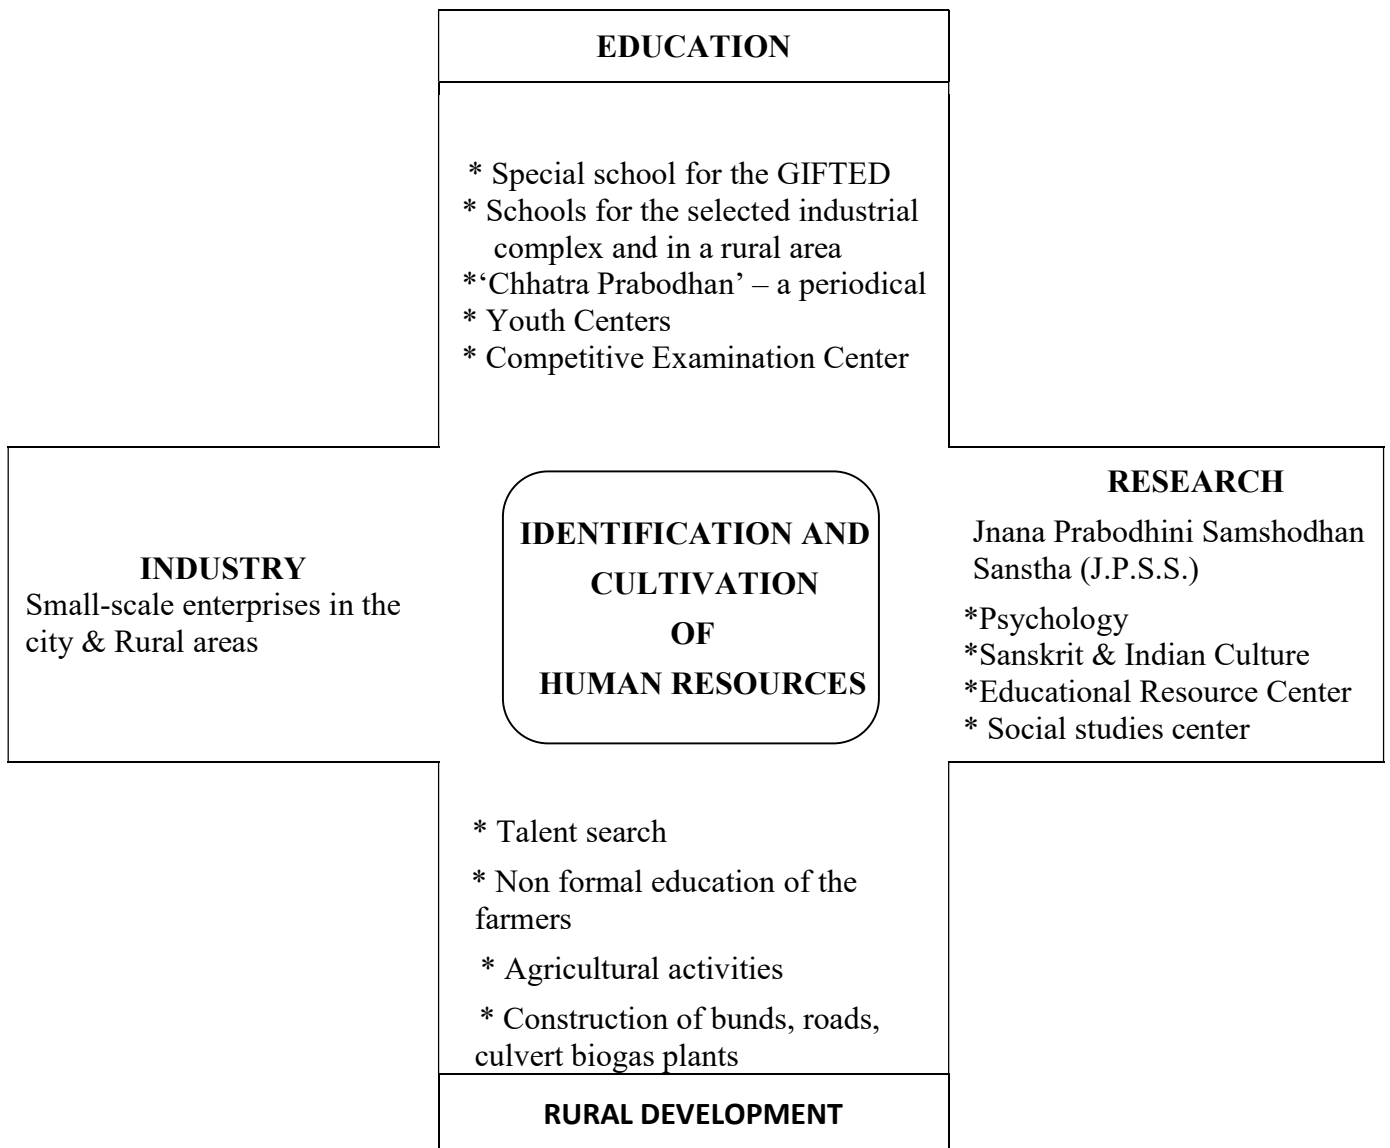 EDUCATION
* Special school for the GIFTED
* Schools for the selected industrial
complex and in a rural area
*‘Chhatra Prabodhan’ – a periodical
* Youth Centers
* Competitive Examination Center
INDUSTRY
Small-scale enterprises in the
city & Rural areas
IDENTIFICATION AND
CULTIVATION
OF
HUMAN RESOURCES
RESEARCH
Jnana Prabodhini Samshodhan
Sanstha (J.P.S.S.)
*Psychology
*Sanskrit & Indian Culture
*Educational Resource Center
* Social studies center
* Talent search
* Non formal education of the
farmers
* Agricultural activities
* Construction of bunds, roads,
culvert biogas plants
RURAL DEVELOPMENT